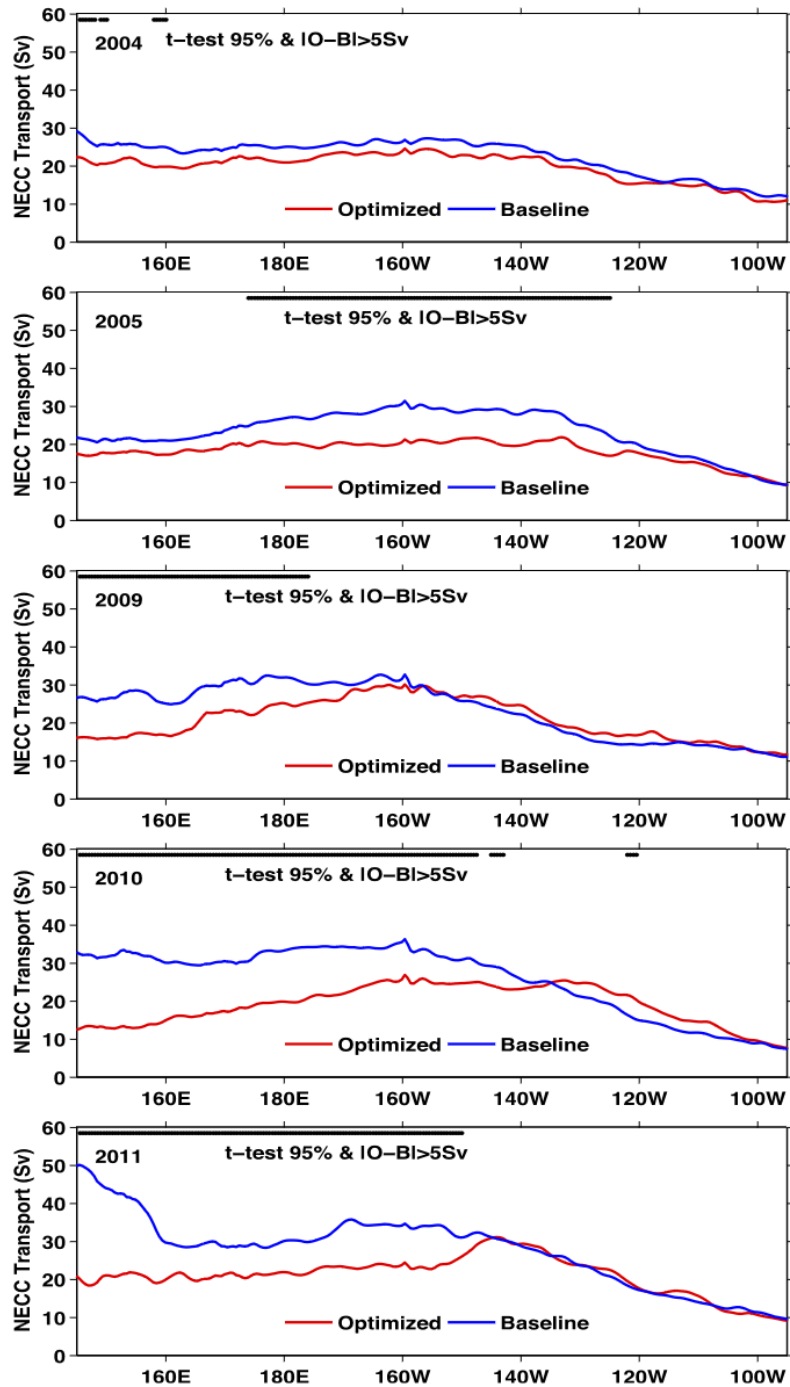 60
50
40
30
20
10
0
NECC Transport (Sv)
2004
t-test 95% & |O-B|>5Sv
Optimized Baseline
160E 180E 160W 140W 120W 100W
60
50
40
30
20
10
0
NECC Transport (Sv)
2005
t-test 95% & |O-B|>5Sv
Optimized Baseline
160E 180E 160W 140W 120W 100W
60
50
40
30
20
10
0
NECC Transport (Sv)
2009
t-test 95% & |O-B|>5Sv
Optimized Baseline
160E 180E 160W 140W 120W 100W
60
50
40
30
20
10
0
NECC Transport (Sv)
2010
t-test 95% & |O-B|>5Sv
Optimized Baseline
160E 180E 160W 140W 120W 100W
60
50
40
30
20
10
0
NECC Transport (Sv)
2011
t-test 95% & |O-B|>5Sv
Optimized Baseline
160E 180E 160W 140W 120W 100W